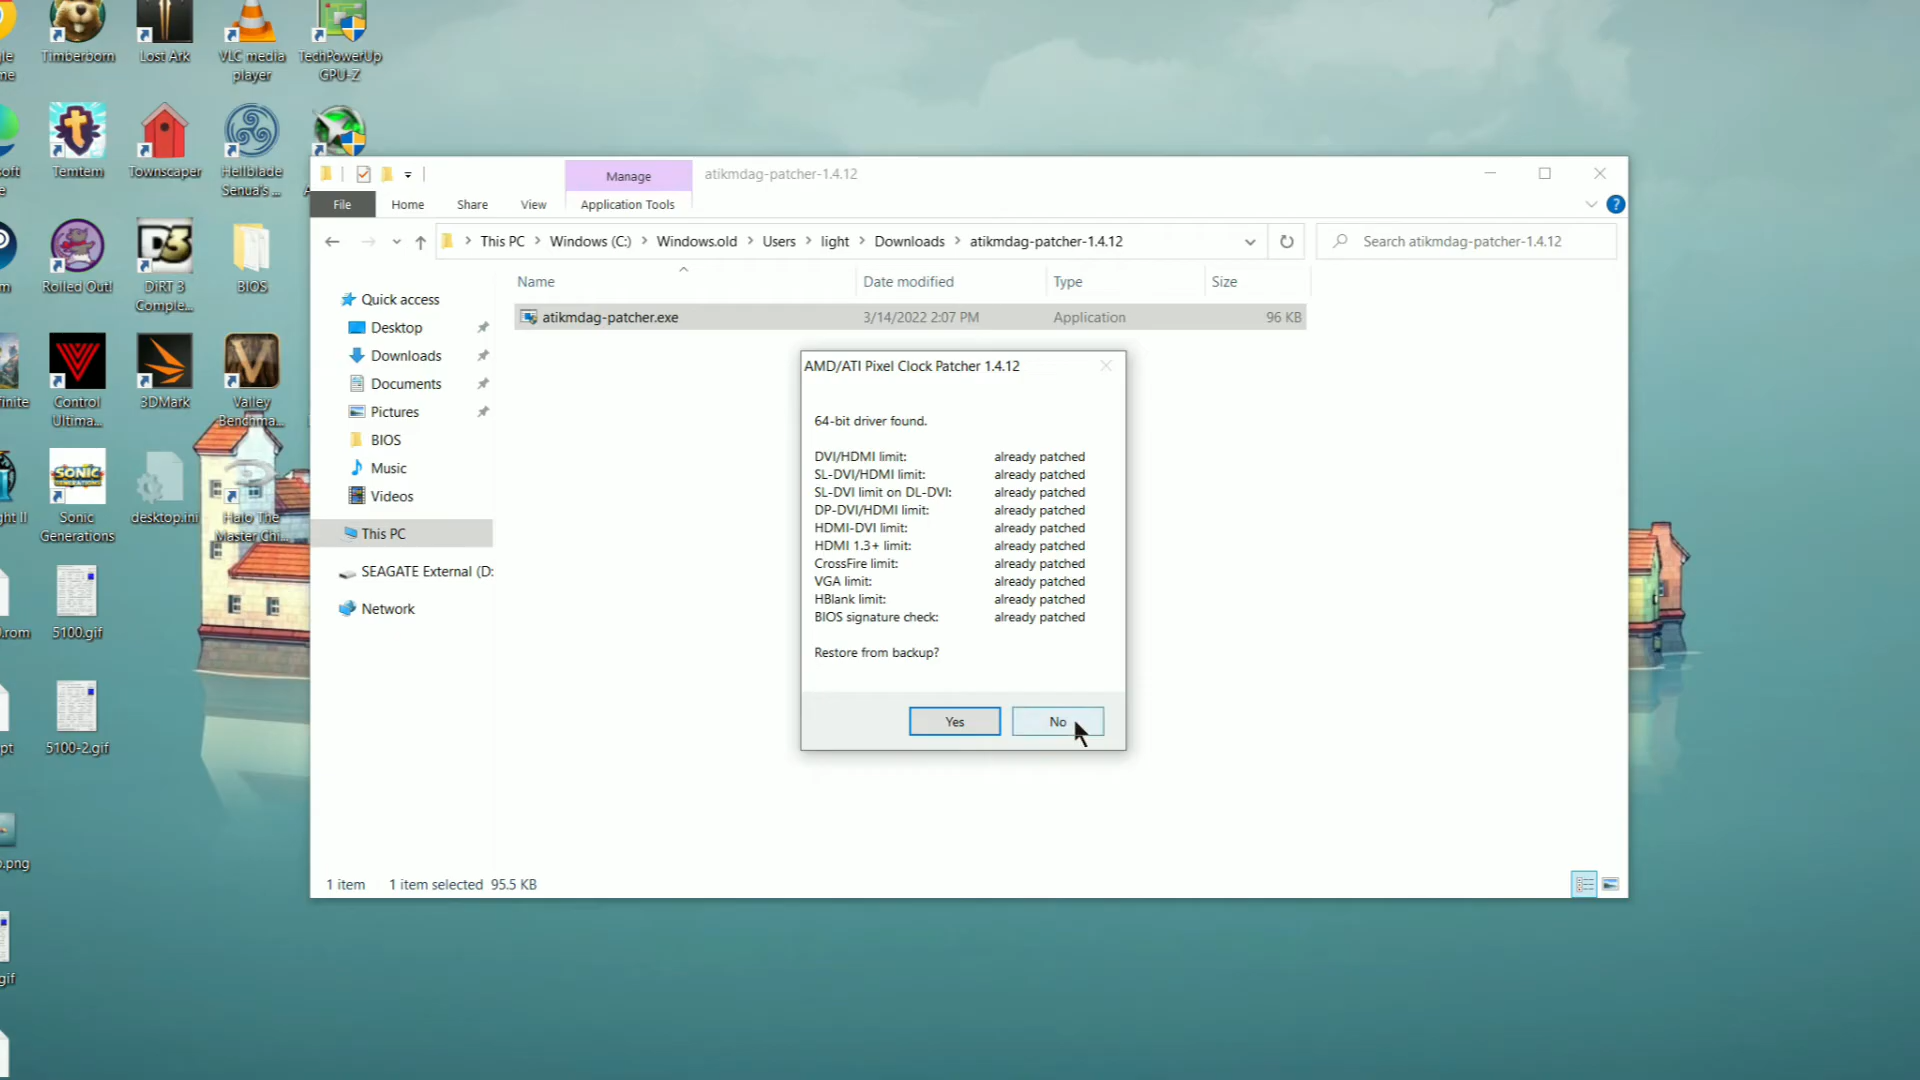 Timberborn
Lost Ark
VLC media
player
TechPowerUp
GPU-Z
Temtem
Townscaper
Hellblade
Senua's ...
Rolled Out!
DiRT 3
Comple...
BIOS
Control
Ultima...
3DMark
Valley
Benchma...
SONIC
Sonic
Generations
desktop.ini
Halo The
Master Chi...
.rom
5100.gif
5100-2.gif
.png
gif
Manage
atikmdag-patcher-1.4.12
File
Home
Share
View
Application Tools
This PC
Windows (C:)
Windows.old
Users
light
Downloads
atikmdag-patcher-1.4.12
Search atikmdag-patcher-1.4.12
Name
Date modified
Type
Size
atikmdag-patcher.exe
3/14/2022 2:07 PM
Application
96 KB
Quick access
Desktop
Downloads
Documents
Pictures
BIOS
Music
Videos
This PC
SEAGATE External (D:
Network
AMD/ATI Pixel Clock Patcher 1.4.12
64-bit driver found.
DVI/HDMI limit: already patched
SL-DVI/HDMI limit: already patched
SL-DVI limit on DL-DVI: already patched
DP-DVI/HDMI limit: already patched
HDMI-DVI limit: already patched
HDMI 1.3+ limit: already patched
CrossFire limit: already patched
VGA limit: already patched
HBlank limit: already patched
BIOS signature check: already patched
Restore from backup?
Yes
No
1 item
1 item selected 95.5 KB